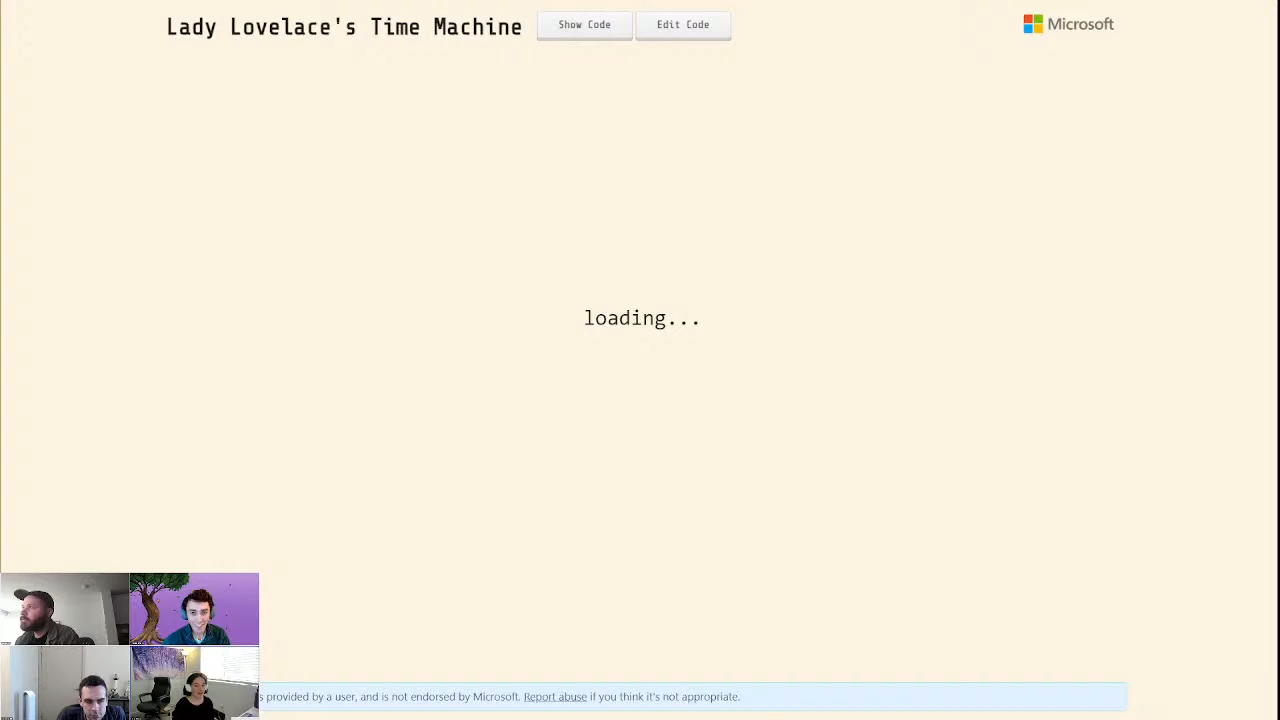 Lady Lovelace's Time Machine
Show Code
Edit Code
Microsoft
loading...
s provided by a user, and is not endorsed by Microsoft. Report abuse if you think it's not appropriate.